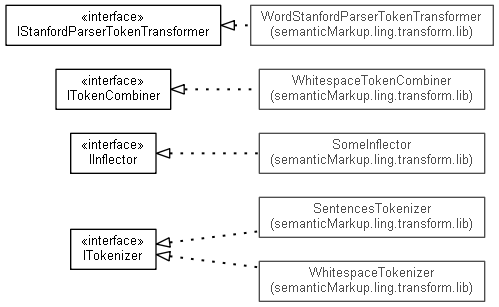 «interface»
IStanfordParserTokenTransformer
WordStanfordParserTokenTransformer
(semanticMarkup.ling.transform.lib)
«interface»
ITokenCombiner
WhitespaceTokenCombiner
(semanticMarkup.ling.transform.lib)
«interface»
IInflector
SomeInflector
(semanticMarkup.ling.transform.lib)
«interface»
ITokenizer
SentencesTokenizer
(semanticMarkup.ling.transform.lib)
WhitespaceTokenizer
(semanticMarkup.ling.transform.lib)